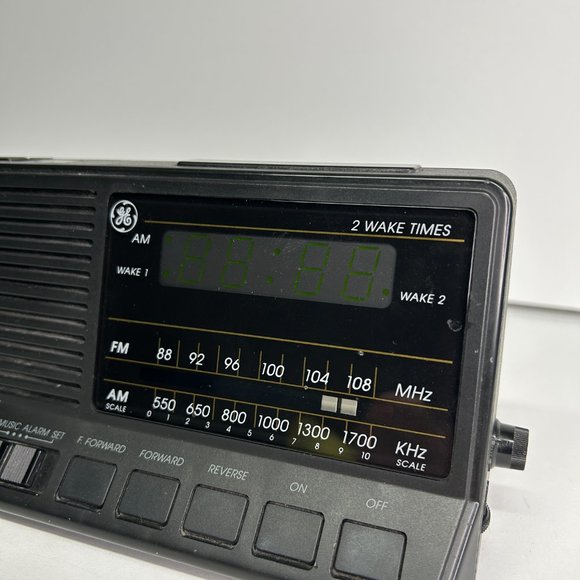 GE
2 WAKE TIMES
AM
WAKE 1
WAKE 2
FM 88 92 96 100 104 108 MHz
AM 550 650 800 1000 1300 1700 KHz
SCALE 0 1 2 3 4 5 6 7 8 9 10 SCALE
MUSIC ALARM SET
F. FORWARD FORWARD REVERSE ON OFF